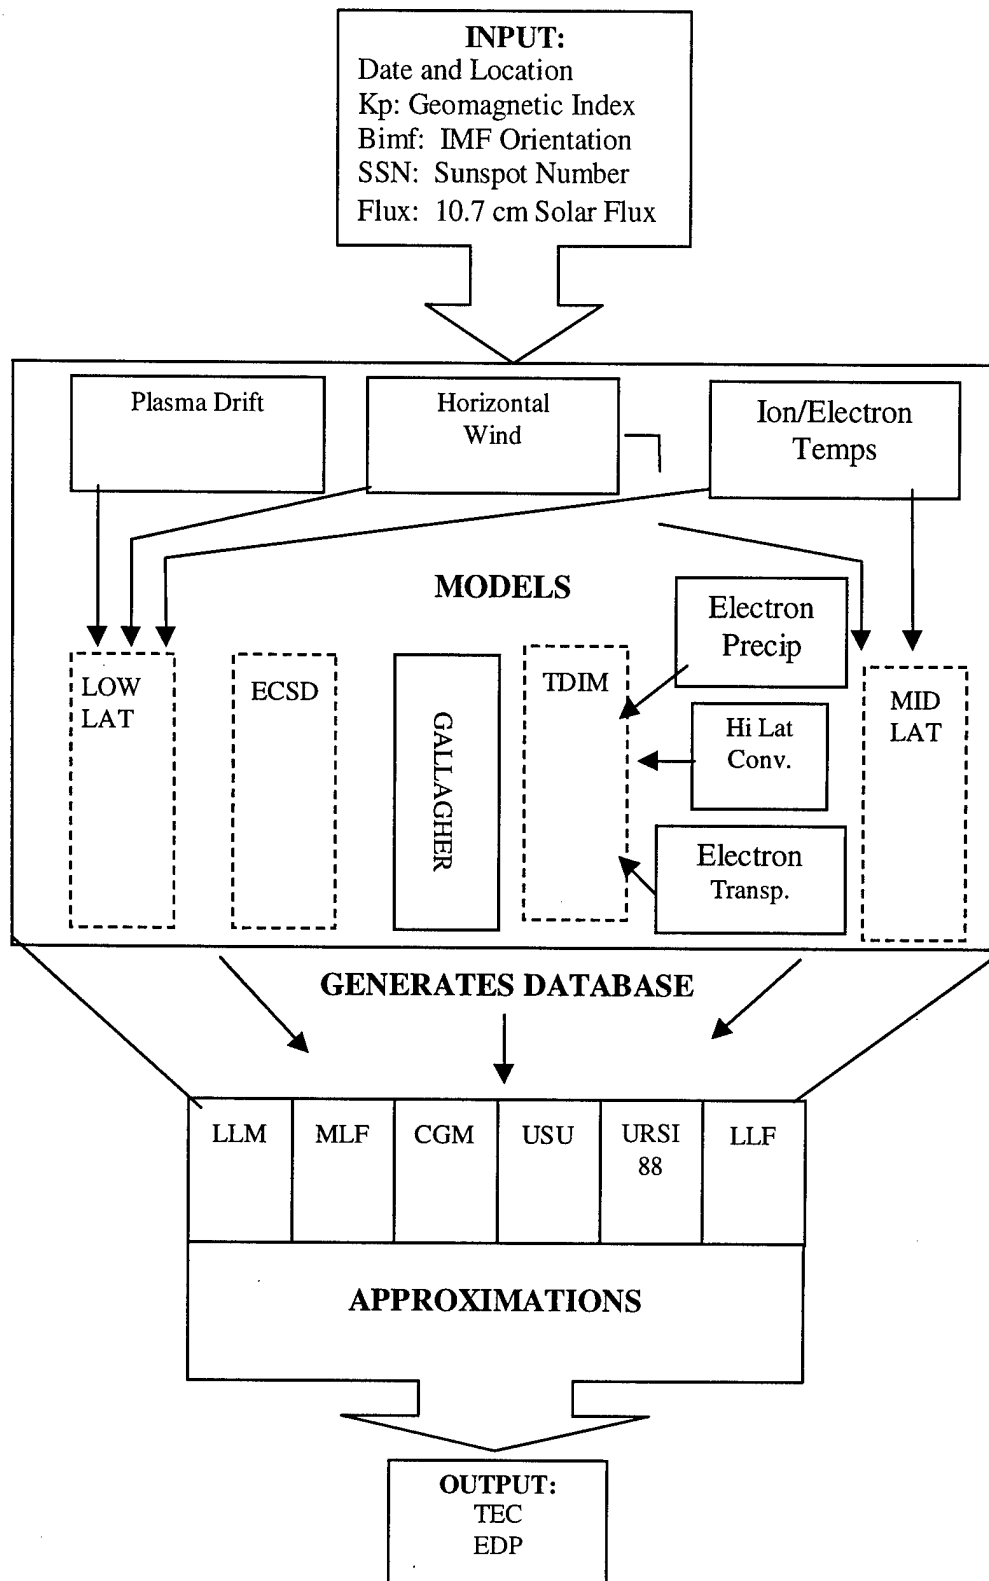 INPUT:
Date and Location
Kp: Geomagnetic Index
Bimf: IMF Orientation
SSN: Sunspot Number
Flux: 10.7 cm Solar Flux
Plasma Drift
Horizontal
Wind
Ion/Electron
Temps
MODELS
Electron
Precip
LOW
LAT
ECSD
GALLAGHER
TDIM
Hi Lat
Conv.
MID
LAT
Electron
Transp.
GENERATES DATABASE
LLM
MLF
CGM
USU
URSI
88
LLF
APPROXIMATIONS
OUTPUT:
TEC
EDP